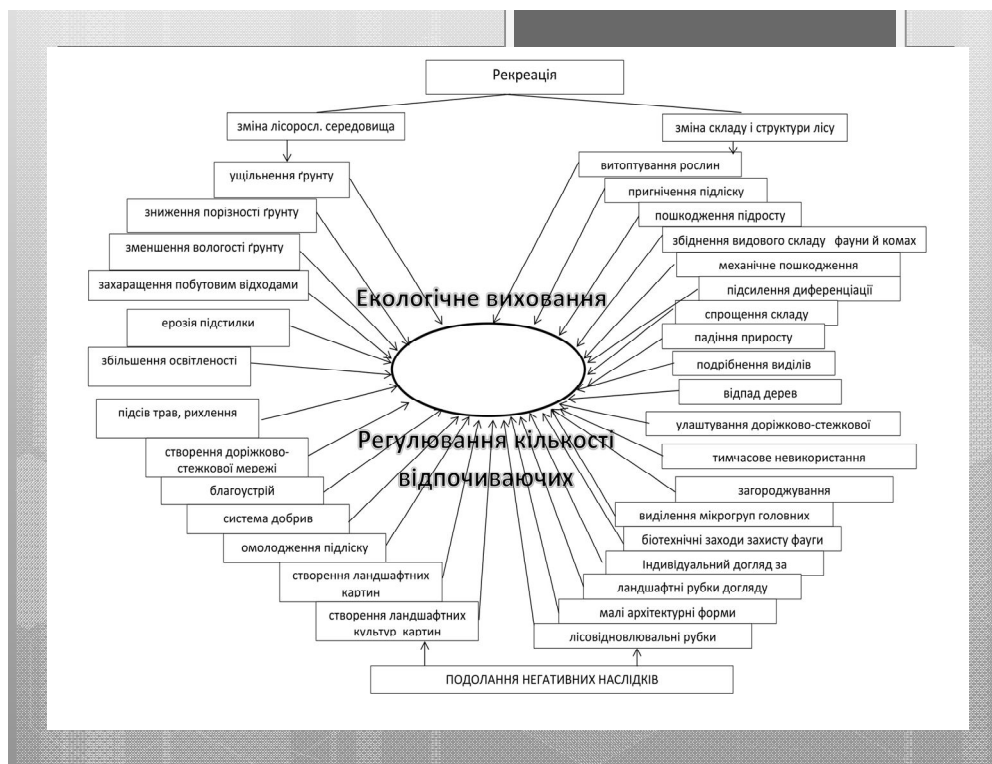 Рекреація
зміна лісоросл. середовища
ущільнення ґрунту
зниження порізності ґрунту
зменшення вологості ґрунту
захаращення побутовим відходами
ерозія підстилки
збільшення освітленості
зміна складу і структури лісу
витоптування рослин
пригнічення підліску
пошкодження підросту
збіднення видового складу фауни й комах
механічне пошкодження
підсилення диференціації
спрощення складу
падіння приросту
подрібнення виділів
відпад дерев
Екологічне виховання
Регулювання кількості
відпочиваючих
підсів трав, рихлення
створення доріжково-
стежкової мережі
благоустрій
система добрив
омолодження підліску
створення ландшафтних
картин
створення ландшафтних
культур картин
улаштування доріжково-стежкової
тимчасове невикористання
загороджування
виділення мікрогруп головних
біотехнічні заходи захисту фауги
індивідуальний догляд за
ландшафтні рубки догляду
малі архітектурні форми
лісовідновлювальні рубки
ПОДОЛАННЯ НЕГАТИВНИХ НАСЛІДКІВ